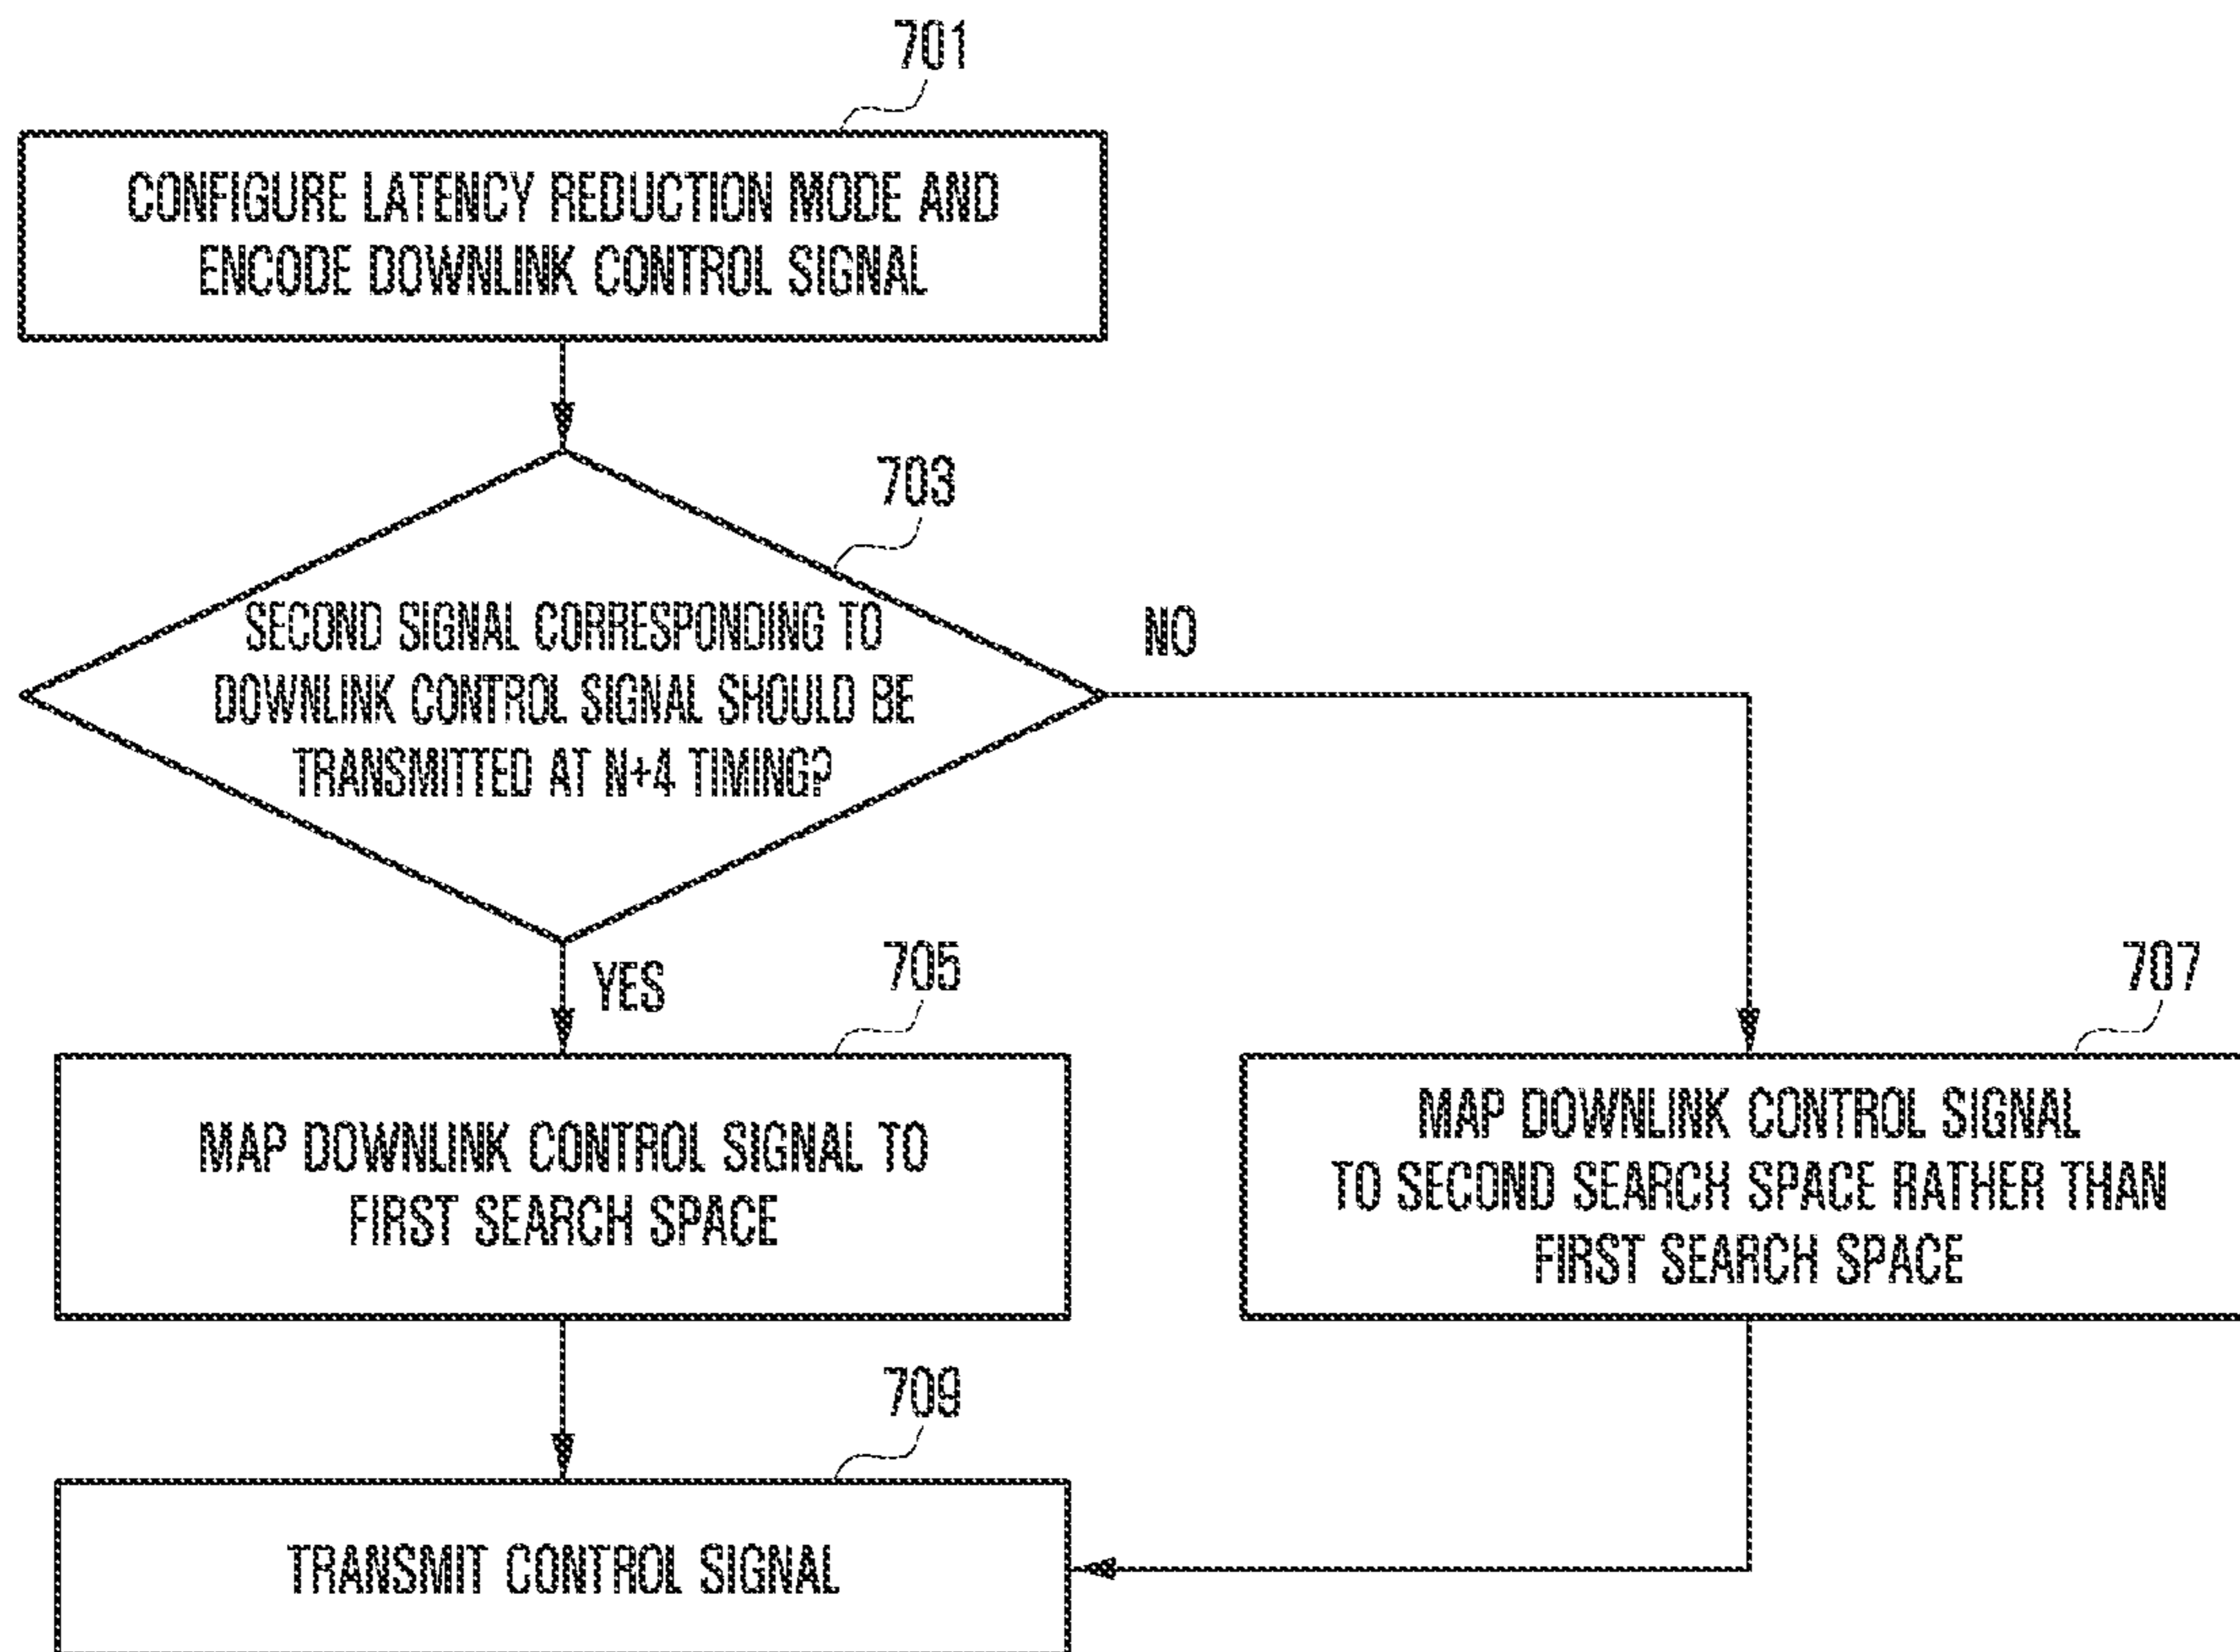 701
CONFIGURE LATENCY REDUCTION MODE AND
ENCODE DOWNLINK CONTROL SIGNAL
703
SECOND SIGNAL CORRESPONDING TO
DOWNLINK CONTROL SIGNAL SHOULD BE
TRANSMITTED AT N+4 TIMING?
NO
YES
705
MAP DOWNLINK CONTROL SIGNAL TO
FIRST SEARCH SPACE
707
MAP DOWNLINK CONTROL SIGNAL
TO SECOND SEARCH SPACE RATHER THAN
FIRST SEARCH SPACE
709
TRANSMIT CONTROL SIGNAL